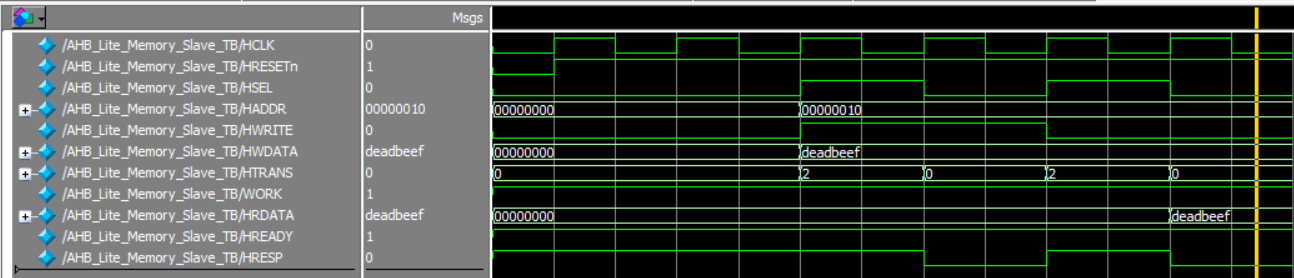 Msgs
/AHB_Lite_Memory_Slave_TB/HCLK 0
/AHB_Lite_Memory_Slave_TB/HRESETn 1
/AHB_Lite_Memory_Slave_TB/HSEL 0
/AHB_Lite_Memory_Slave_TB/HADDR 00000010 00000000 00000010
/AHB_Lite_Memory_Slave_TB/HWRITE 0
/AHB_Lite_Memory_Slave_TB/HWDATA deadbeef 00000000 deadbeef
/AHB_Lite_Memory_Slave_TB/HTRANS 0 0 2 0 2 0
/AHB_Lite_Memory_Slave_TB/WORK 1
/AHB_Lite_Memory_Slave_TB/HRDATA deadbeef 00000000 deadbeef
/AHB_Lite_Memory_Slave_TB/HREADY 1
/AHB_Lite_Memory_Slave_TB/HRESP 0